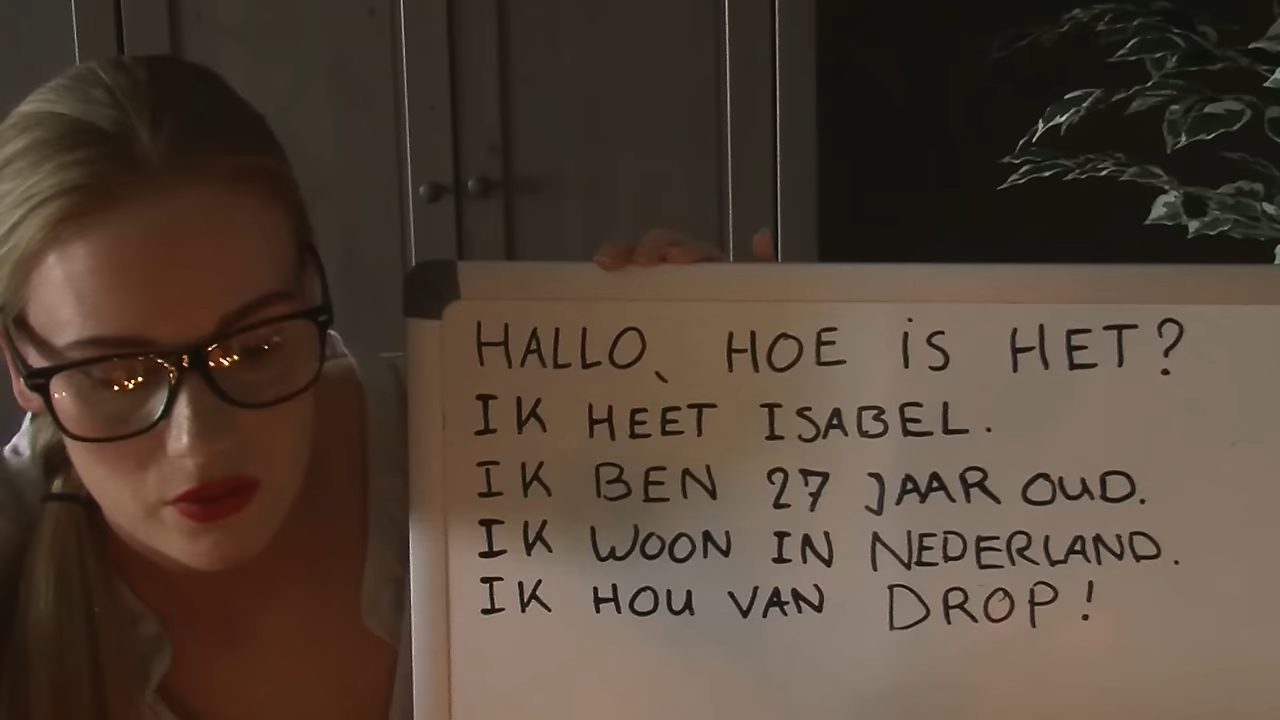 HALLO, HOE iS HET?
IK HEET ISABEL.
IK BEN 27 JAAR OUD.
IK WOON IN NEDERLAND.
IK HOU VAN DROP!